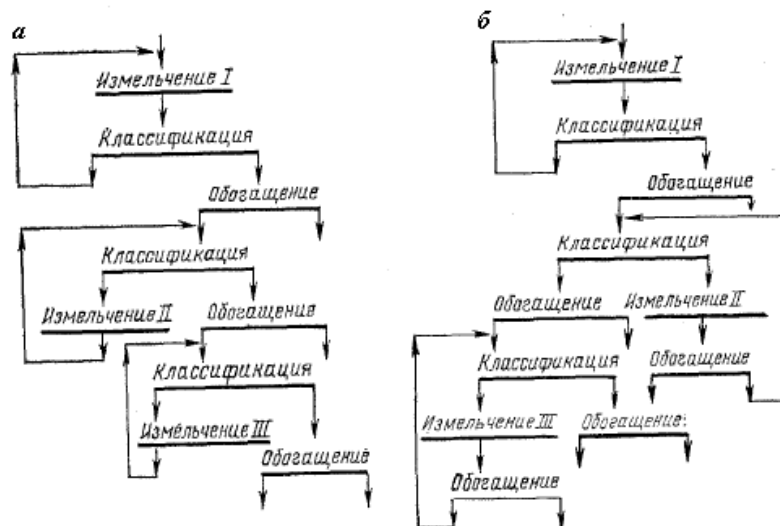 а
Измельчение I
Классификация
Обогащение
Классификация
Измельчение II
Обогащение
Классификация
Измельчение III
Обогащение
б
Измельчение I
Классификация
Обогащение
Классификация
Обогащение
Измельчение II
Классификация
Обогащение
Измельчение III
Обогащение
Обогащение